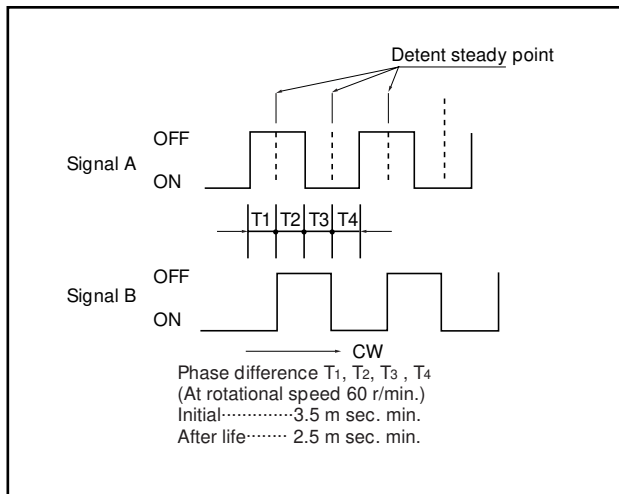 Detent steady point
OFF
Signal A
ON
T1 T2 T3 T4
OFF
Signal B
ON
CW
Phase difference T1, T2, T3 , T4
(At rotational speed 60 r/min.)
Initial··············3.5 m sec. min.
After life········ 2.5 m sec. min.